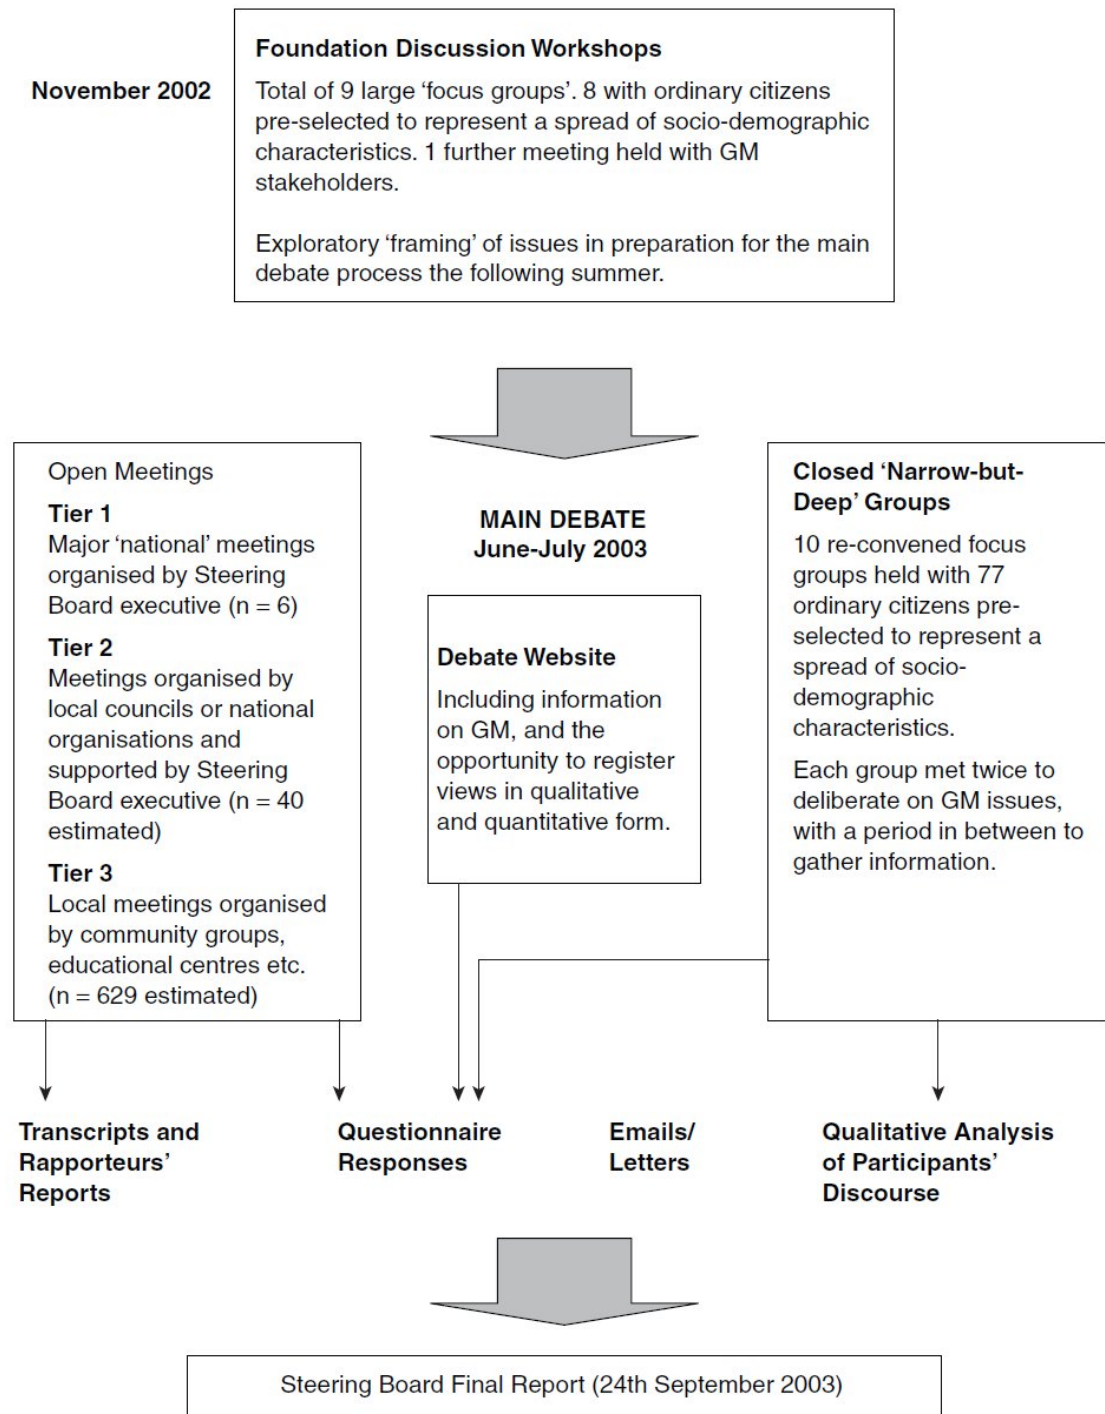 November 2002
Foundation Discussion Workshops
Total of 9 large ‘focus groups’. 8 with ordinary citizens
pre-selected to represent a spread of socio-demographic
characteristics. 1 further meeting held with GM
stakeholders.
Exploratory ‘framing’ of issues in preparation for the main
debate process the following summer.
Open Meetings
Tier 1
Major ‘national’ meetings
organised by Steering
Board executive (n = 6)
Tier 2
Meetings organised by
local councils or national
organisations and
supported by Steering
Board executive (n = 40
estimated)
Tier 3
Local meetings organised
by community groups,
educational centres etc.
(n = 629 estimated)
MAIN DEBATE
June-July 2003
Debate Website
Including information
on GM, and the
opportunity to register
views in qualitative
and quantitative form.
Closed ‘Narrow-but-
Deep’ Groups
10 re-convened focus
groups held with 77
ordinary citizens pre-
selected to represent a
spread of socio-
demographic
characteristics.
Each group met twice to
deliberate on GM issues,
with a period in between to
gather information.
Transcripts and
Rapporteurs’
Reports
Questionnaire
Responses
Emails/
Letters
Qualitative Analysis
of Participants’
Discourse
Steering Board Final Report (24th September 2003)